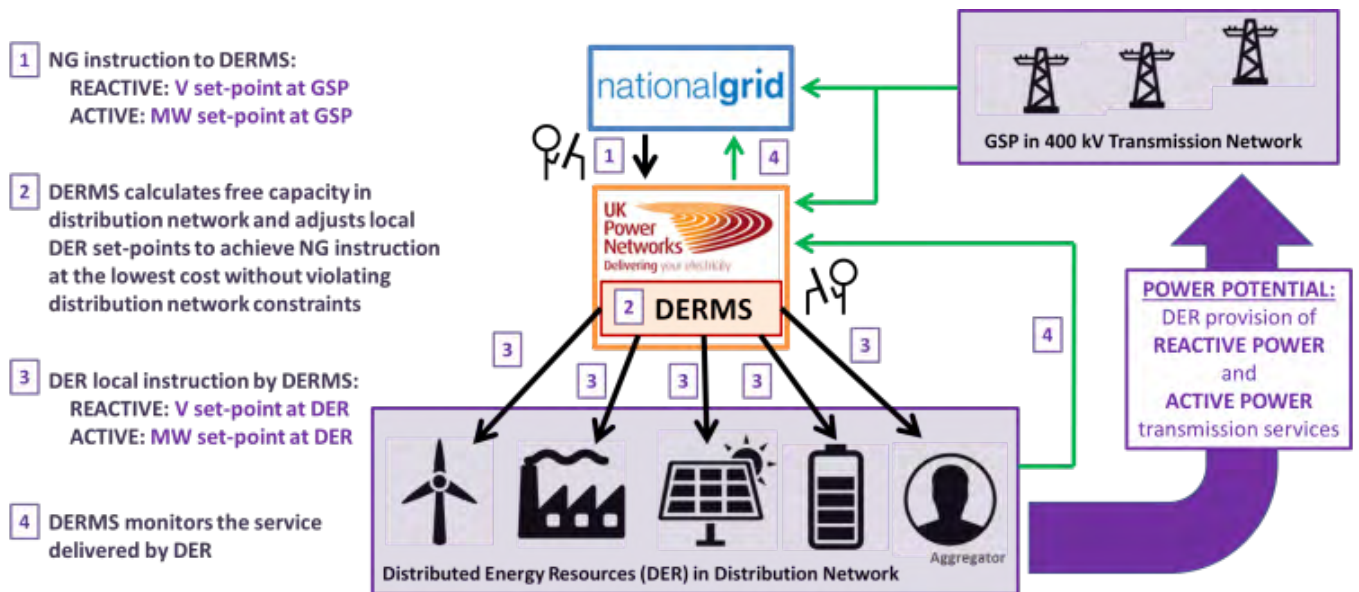 1 NG instruction to DERMS:
REACTIVE: V set-point at GSP
ACTIVE: MW set-point at GSP
2 DERMS calculates free capacity in
distribution network and adjusts local
DER set-points to achieve NG instruction
at the lowest cost without violating
distribution network constraints
3 DER local instruction by DERMS:
REACTIVE: V set-point at DER
ACTIVE: MW set-point at DER
4 DERMS monitors the service
delivered by DER
nationalgrid
1
4
UK
Power
Networks
Delivering your electricity
2 DERMS
3
3
3
3
3
4
Aggregator
Distributed Energy Resources (DER) in Distribution Network
GSP in 400 kV Transmission Network
POWER POTENTIAL:
DER provision of
REACTIVE POWER
and
ACTIVE POWER
transmission services